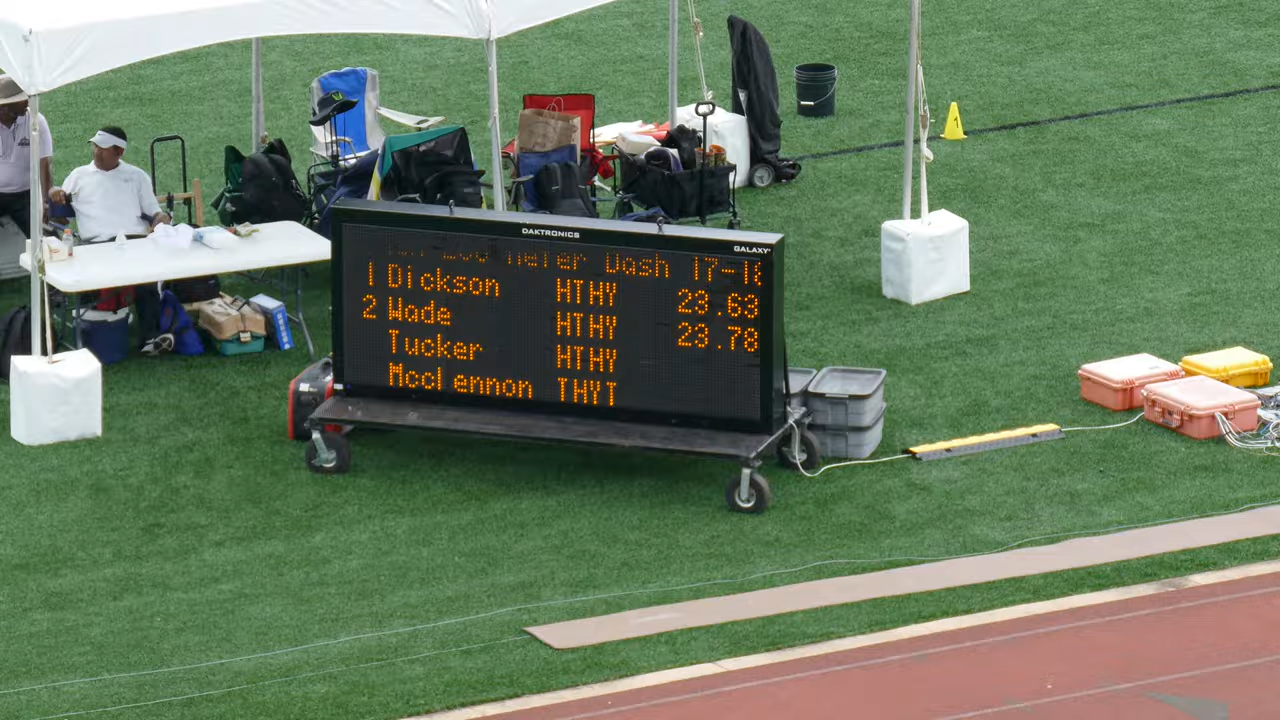 DAKTRONICS
GALAXY
Meter Dash 17-18
1 Dickson HTHY 23.63
2 Wade HTHY 23.78
Tucker HTHY
McClennon THYT
1